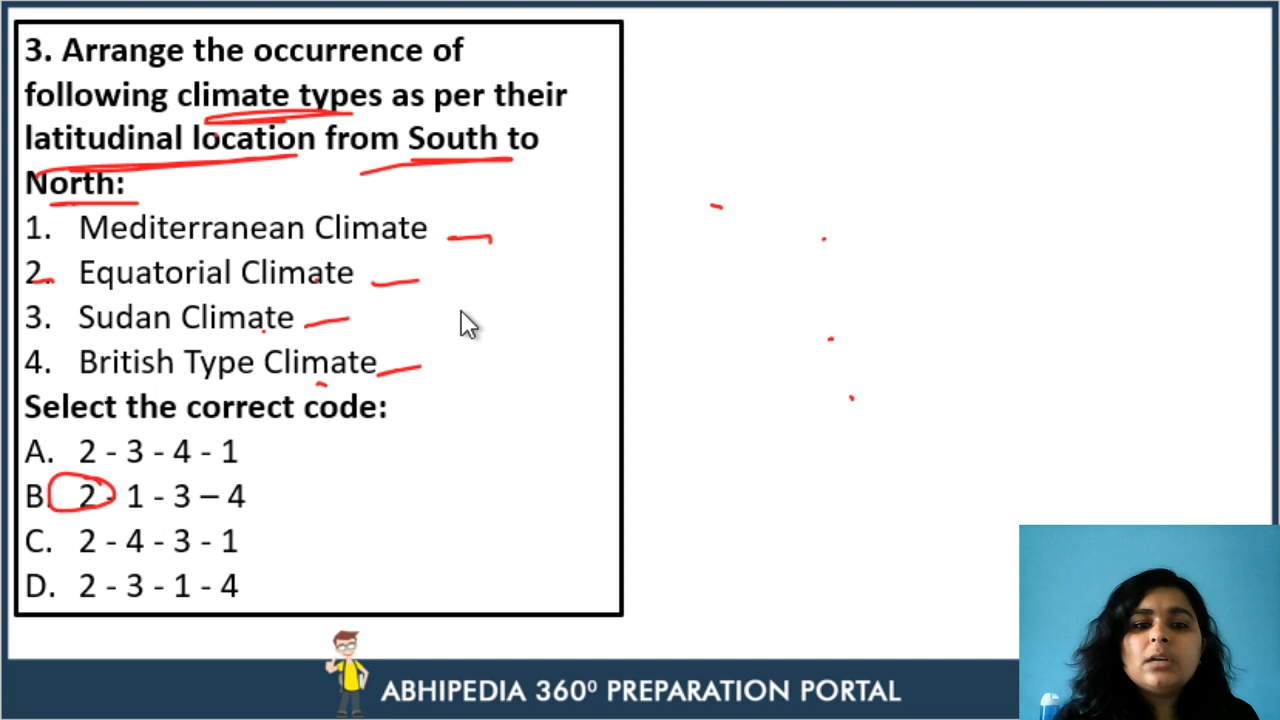 3. Arrange the occurrence of
following climate types as per their
latitudinal location from South to
North:
1. Mediterranean Climate
2. Equatorial Climate
3. Sudan Climate
4. British Type Climate
Select the correct code:
A. 2 - 3 - 4 - 1
B. 2 - 1 - 3 – 4
C. 2 - 4 - 3 - 1
D. 2 - 3 - 1 - 4
ABHIPEDIA 360⁰ PREPARATION PORTAL